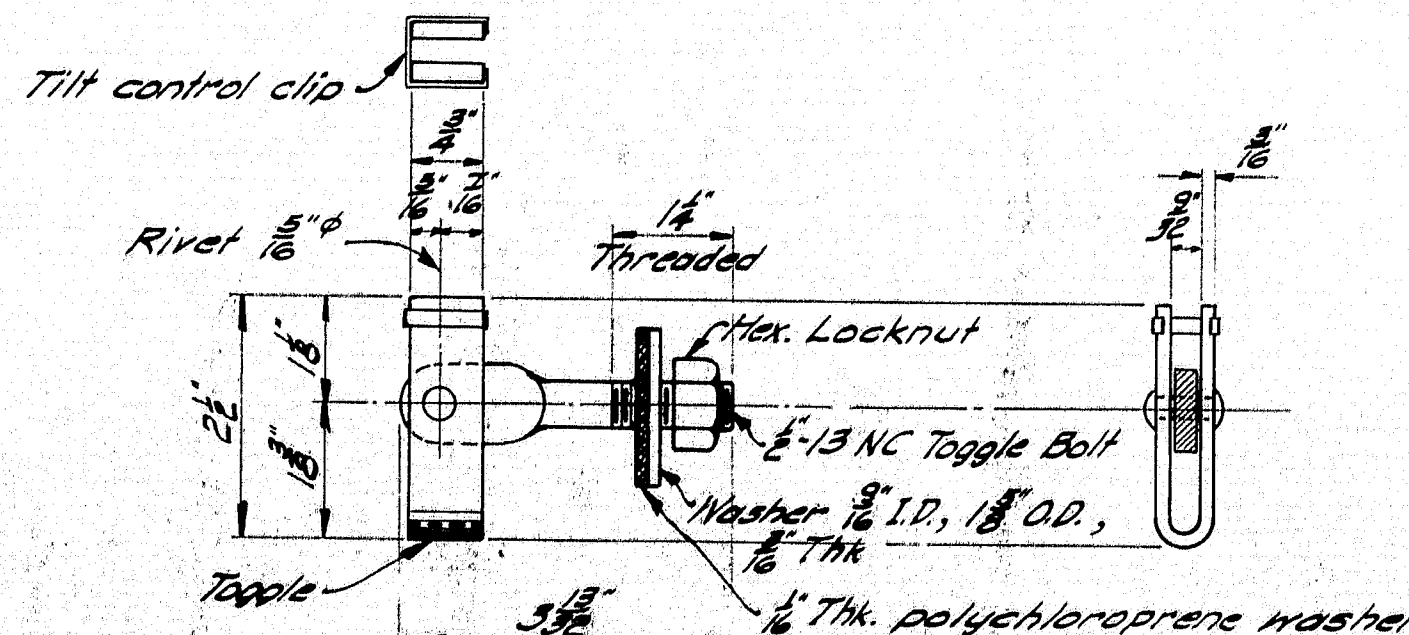 Tilt control clip
3/4"
3/16"
5/16" 7/16"
1 1/4"
9/32"
Rivet 5/16" φ
Threaded
Hex. Locknut
1 1/8"
2 1/2"
1 3/8"
1/2"-13 NC Toggle Bolt
Washer 9/16" I.D., 1 5/8" O.D.,
3/16" Thk
Toggle
3 13/32"
1/16" Thk. polychloroprene washer